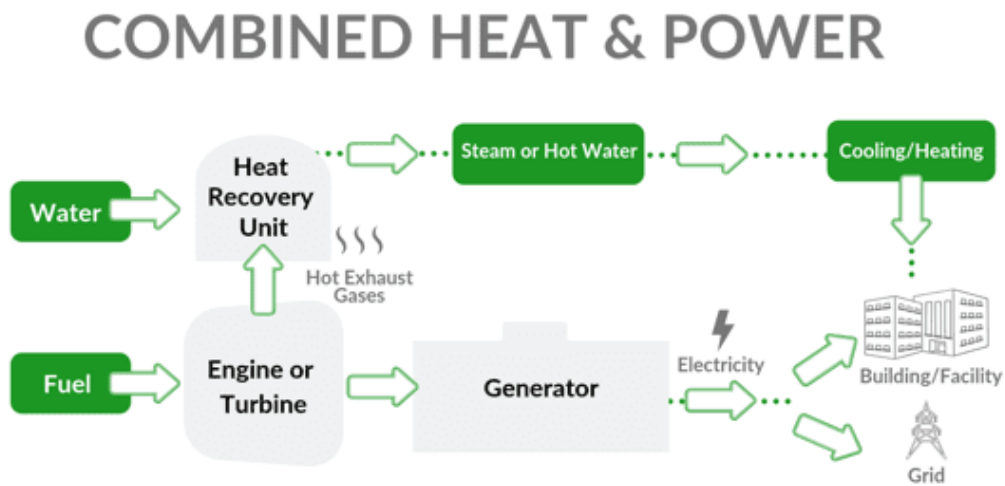 COMBINED HEAT & POWER
Heat
Recovery
Unit
Steam or Hot Water
Cooling/Heating
Water
Hot Exhaust
Gases
Fuel
Engine or
Turbine
Generator
Electricity
Building/Facility
Grid